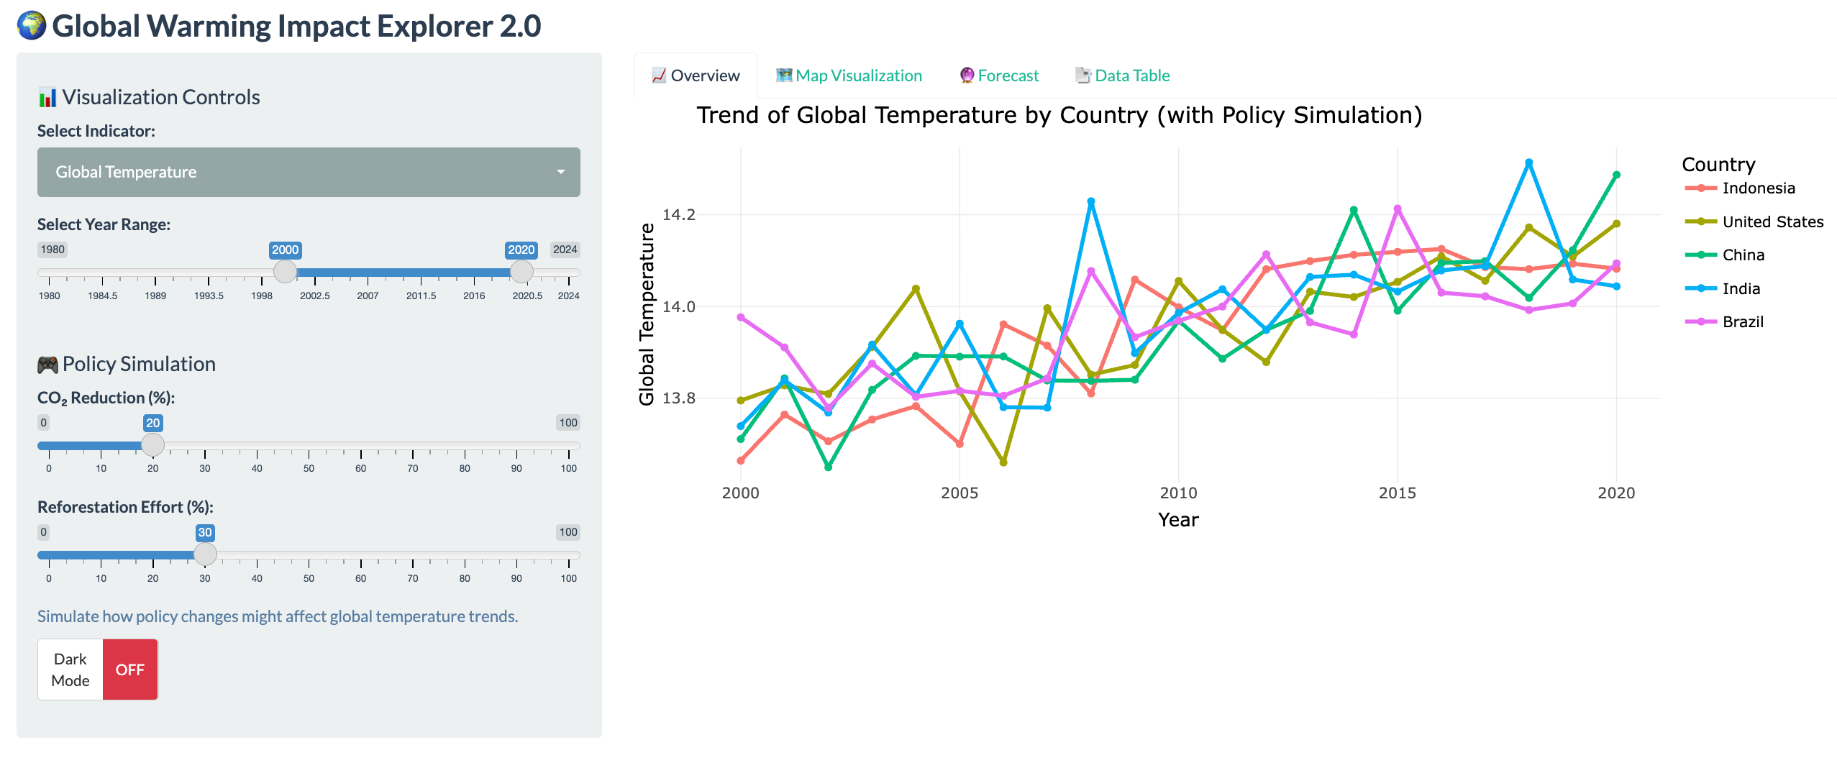 Global Warming Impact Explorer 2.0
Visualization Controls
Select Indicator:
Global Temperature
Select Year Range:
1980 2000 2020 2024
1980 1984.5 1989 1993.5 1998 2002.5 2007 2011.5 2016 2020.5 2024
Policy Simulation
CO₂ Reduction (%):
0 20 100
0 10 20 30 40 50 60 70 80 90 100
Reforestation Effort (%):
0 30 100
0 10 20 30 40 50 60 70 80 90 100
Simulate how policy changes might affect global temperature trends.
Dark
Mode
OFF
Overview Map Visualization Forecast Data Table
Trend of Global Temperature by Country (with Policy Simulation)
Global Temperature
14.2
14.0
13.8
2000 2005 2010 2015 2020
Year
Country
Indonesia
United States
China
India
Brazil